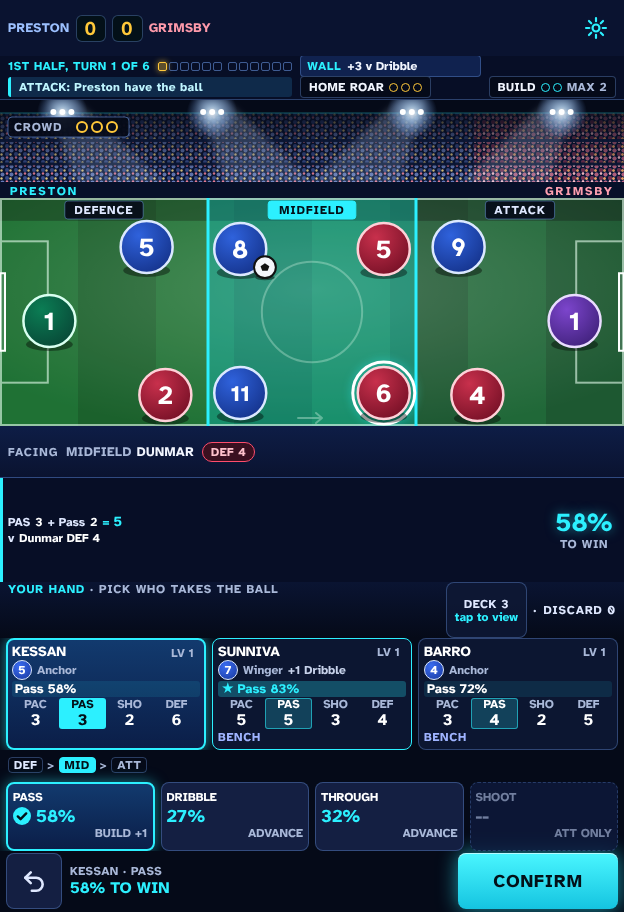 PRESTON 0 0 GRIMSBY
1ST HALF, TURN 1 OF 6
WALL +3 v Dribble
ATTACK: Preston have the ball
HOME ROAR
BUILD MAX 2
CROWD
PRESTON
GRIMSBY
DEFENCE
MIDFIELD
ATTACK
5
8
5
9
1
1
2
11
6
4
FACING MIDFIELD DUNMAR DEF 4
PAS 3 + Pass 2 = 5
v Dunmar DEF 4
58%
TO WIN
YOUR HAND · PICK WHO TAKES THE BALL
DECK 3
tap to view
· DISCARD 0
KESSAN LV 1
5 Anchor
Pass 58%
PAC PAS SHO DEF
3 3 2 6
SUNNIVA LV 1
7 Winger +1 Dribble
★ Pass 83%
PAC PAS SHO DEF
5 5 3 4
BENCH
BARRO LV 1
4 Anchor
Pass 72%
PAC PAS SHO DEF
3 4 2 5
BENCH
DEF > MID > ATT
PASS
58%
BUILD +1
DRIBBLE
27%
ADVANCE
THROUGH
32%
ADVANCE
SHOOT
--
ATT ONLY
KESSAN · PASS
58% TO WIN
CONFIRM